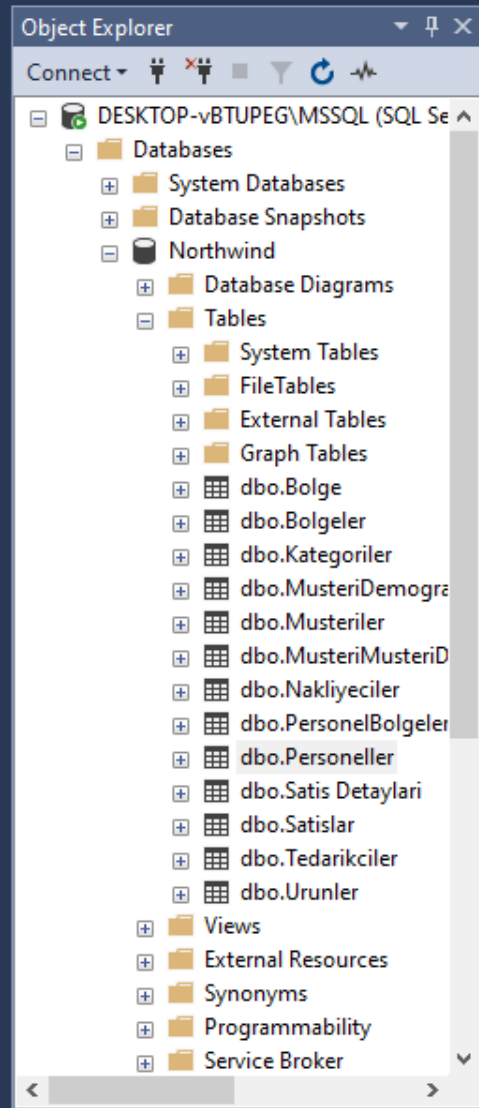 Object Explorer
Connect
DESKTOP-vBTUPEG\MSSQL (SQL Se
Databases
System Databases
Database Snapshots
Northwind
Database Diagrams
Tables
System Tables
FileTables
External Tables
Graph Tables
dbo.Bolge
dbo.Bolgeler
dbo.Kategoriler
dbo.MusteriDemogra
dbo.Musteriler
dbo.MusteriMusteriD
dbo.Nakliyeciler
dbo.PersonelBolgeler
dbo.Personeller
dbo.Satis Detaylari
dbo.Satislar
dbo.Tedarikciler
dbo.Urunler
Views
External Resources
Synonyms
Programmability
Service Broker